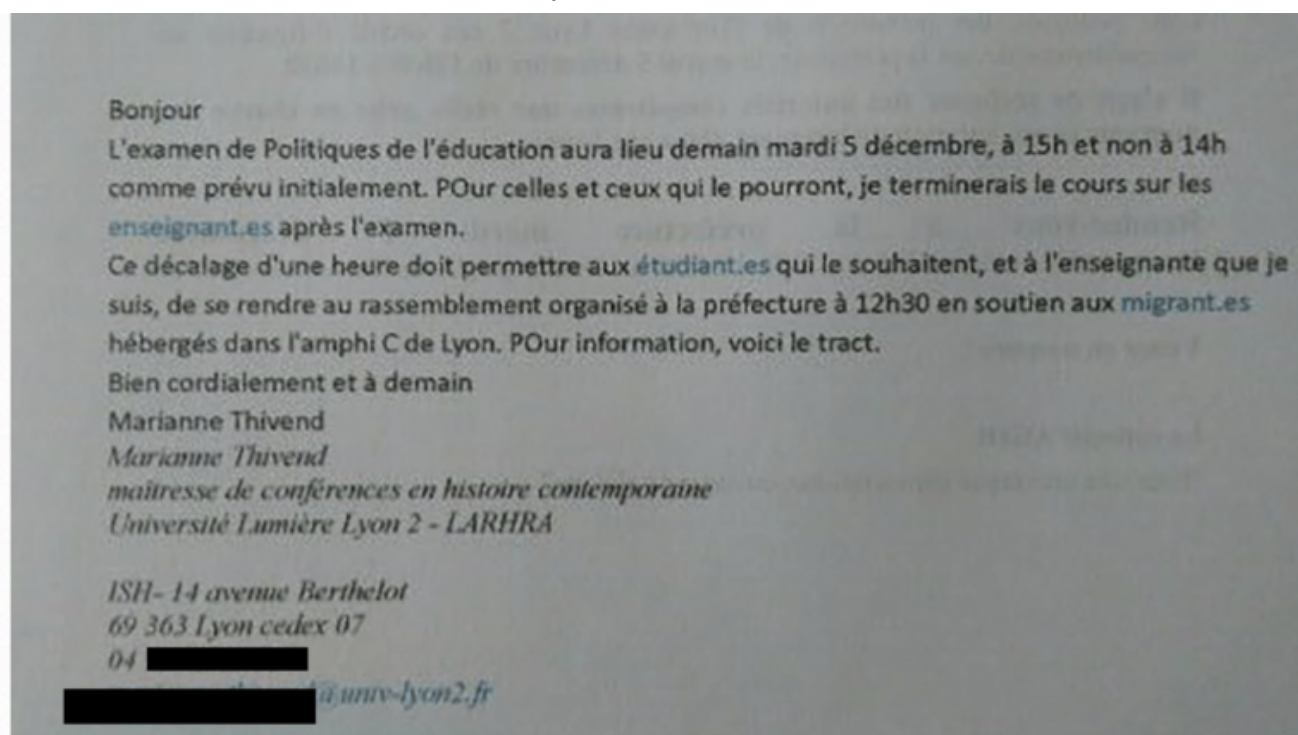 Bonjour
L'examen de Politiques de l'éducation aura lieu demain mardi 5 décembre, à 15h et non à 14h
comme prévu initialement. POur celles et ceux qui le pourront, je terminerais le cours sur les
enseignant.es après l'examen.
Ce décalage d'une heure doit permettre aux étudiant.es qui le souhaitent, et à l'enseignante que je
suis, de se rendre au rassemblement organisé à la préfecture à 12h30 en soutien aux migrant.es
hébergés dans l'amphi C de Lyon. POur information, voici le tract.
Bien cordialement et à demain
Marianne Thivend
Marianne Thivend
maîtresse de conférences en histoire contemporaine
Université Lumière Lyon 2 - LARHRA
ISH- 14 avenue Berthelot
69 363 Lyon cedex 07
04
@univ-lyon2.fr